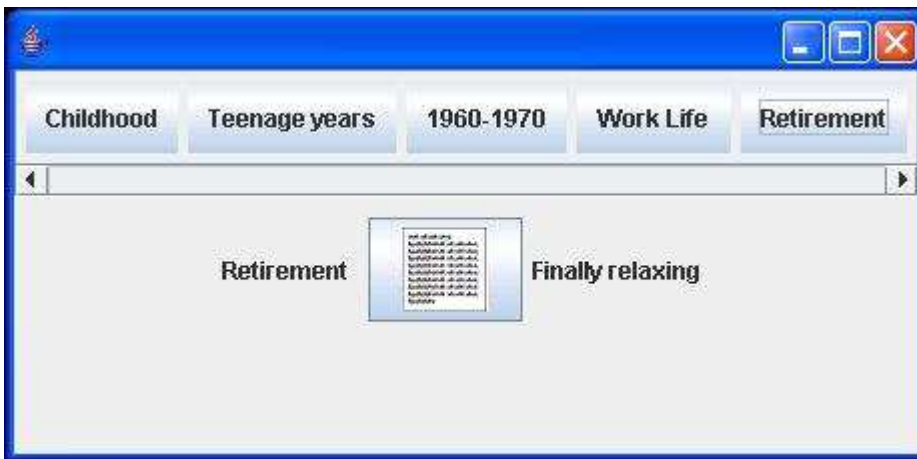 Childhood Teenage years 1960-1970 Work Life Retirement
Retirement Finally relaxing